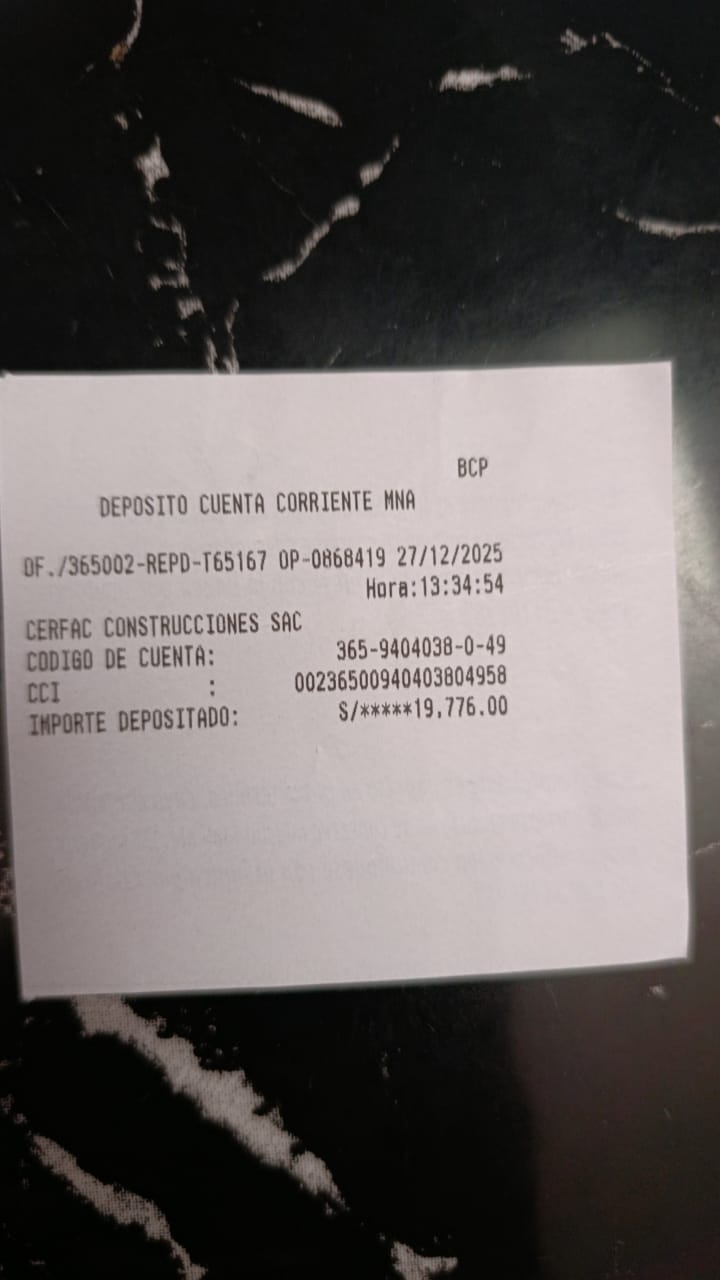 BCP
DEPOSITO CUENTA CORRIENTE MNA
OF./365002-REPD-T65167 OP-0868419 27/12/2025
Hora:13:34:54
CERFAC CONSTRUCCIONES SAC
CODIGO DE CUENTA: 365-9404038-0-49
CCI : 00236500940403804958
IMPORTE DEPOSITADO: S/*****19,776.00